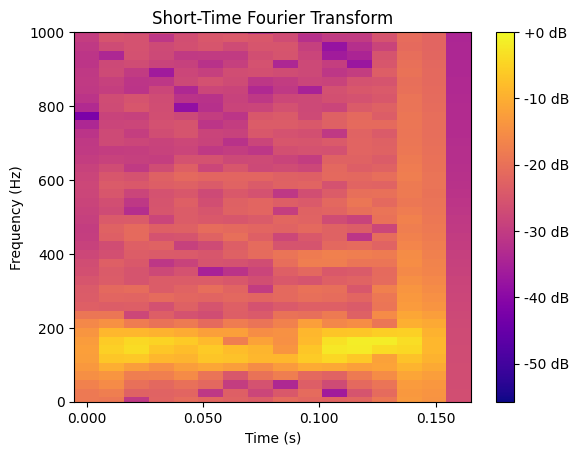 Short-Time Fourier Transform
1000
800
600
400
200
0
Frequency (Hz)
0.000
0.050
0.100
0.150
Time (s)
+0 dB
-10 dB
-20 dB
-30 dB
-40 dB
-50 dB